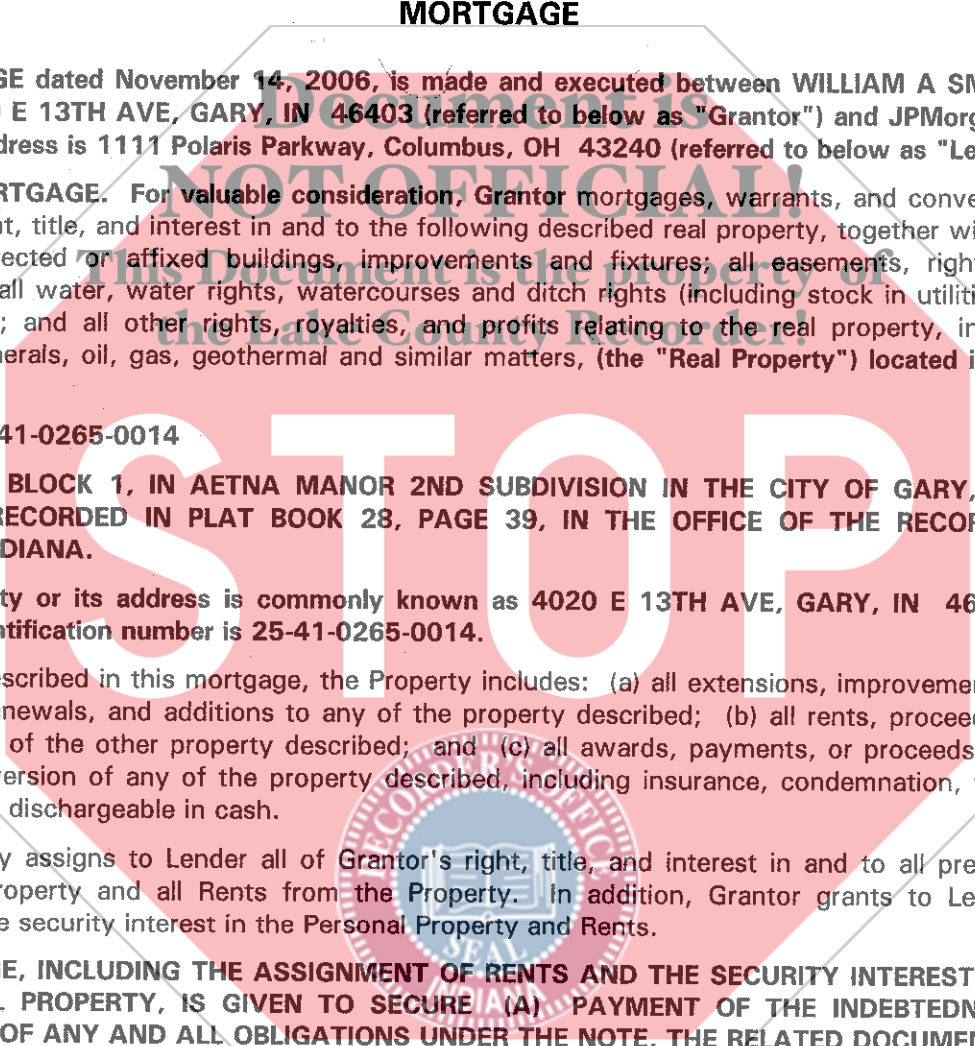 MORTGAGE
GE dated November 14, 2006, is made and executed between WILLIAM A SM
E 13TH AVE, GARY, IN 46403 (referred to below as "Grantor") and JPMorg
dress is 1111 Polaris Parkway, Columbus, OH 43240 (referred to below as "Le
RTGAGE. For valuable consideration, Grantor mortgages, warrants, and conve
t, title, and interest in and to the following described real property, together wi
ected or affixed buildings, improvements and fixtures; all easements, right
all water, water rights, watercourses and ditch rights (including stock in utiliti
; and all other rights, royalties, and profits relating to the real property, in
nerals, oil, gas, geothermal and similar matters, (the "Real Property") located i
41-0265-0014
BLOCK 1, IN AETNA MANOR 2ND SUBDIVISION IN THE CITY OF GARY,
RECORDED IN PLAT BOOK 28, PAGE 39, IN THE OFFICE OF THE RECOR
DIANA.
ty or its address is commonly known as 4020 E 13TH AVE, GARY, IN 46
ntification number is 25-41-0265-0014.
escribed in this mortgage, the Property includes: (a) all extensions, improvemen
newals, and additions to any of the property described; (b) all rents, proceed
of the other property described; and (c) all awards, payments, or proceeds
version of any of the property described, including insurance, condemnation,
dischargeable in cash.
y assigns to Lender all of Grantor's right, title, and interest in and to all pre
roperty and all Rents from the Property. In addition, Grantor grants to Le
e security interest in the Personal Property and Rents.
GE, INCLUDING THE ASSIGNMENT OF RENTS AND THE SECURITY INTEREST
L PROPERTY, IS GIVEN TO SECURE (A) PAYMENT OF THE INDEBTEDN
OF ANY AND ALL OBLIGATIONS UNDER THE NOTE, THE RELATED DOCUMEN
Document is
NOT OFFICIAL!
This Document is the property of
the Lake County Recorder!
STOP
RECORDER'S OFFICE
SEAL
INDIANA